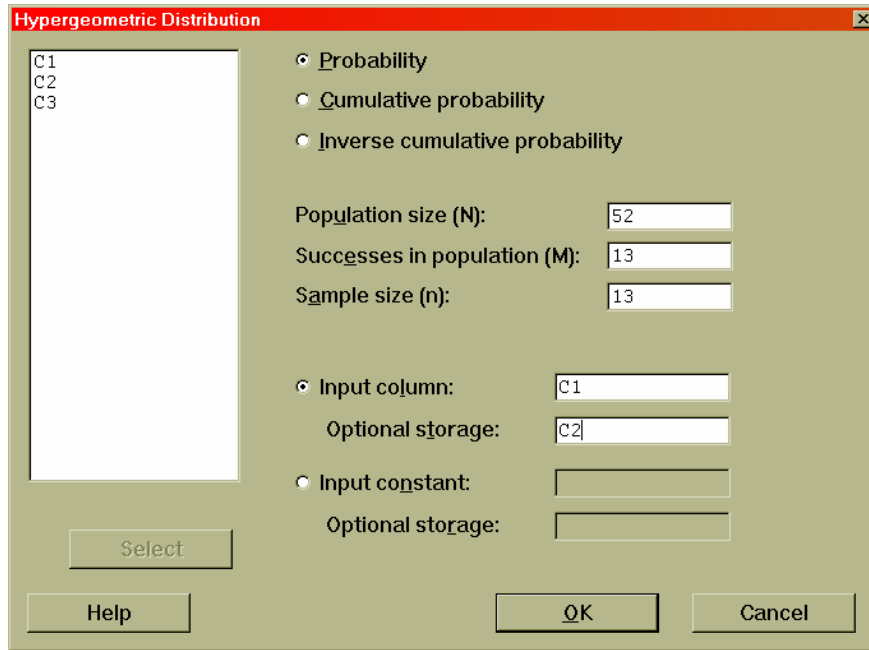 Hypergeometric Distribution
C1
C2
C3
Probability
Cumulative probability
Inverse cumulative probability
Population size (N): 52
Successes in population (M): 13
Sample size (n): 13
Input column: C1
Optional storage: C2
Input constant:
Optional storage:
Select
Help OK Cancel